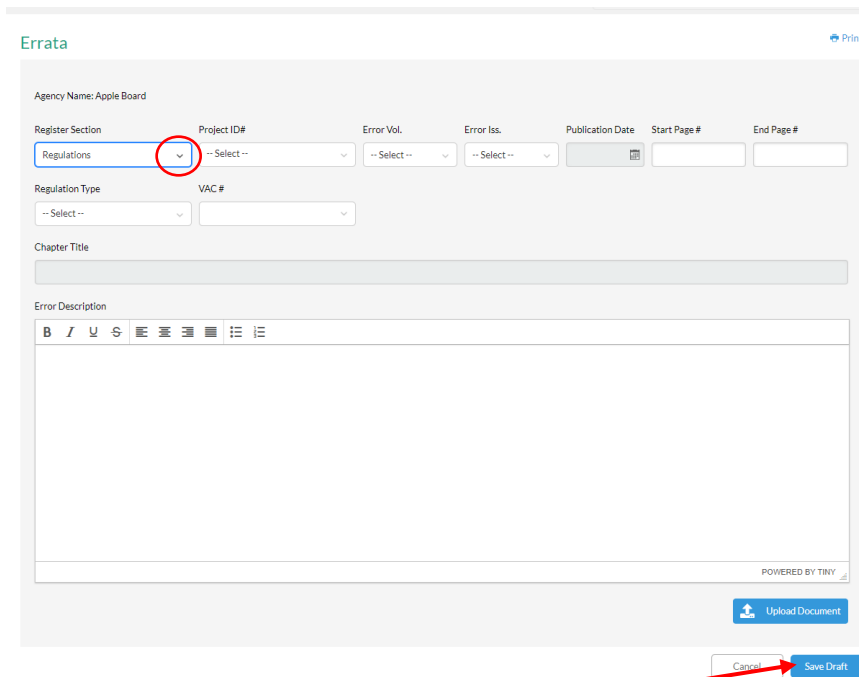 Errata
Prin
Agency Name: Apple Board
Register Section Project ID# Error Vol. Error Iss. Publication Date Start Page # End Page #
Regulations -- Select -- -- Select -- -- Select --
Regulation Type VAC #
-- Select --
Chapter Title
Error Description
B I U S
POWERED BY TINY
Upload Document
Cancel Save Draft